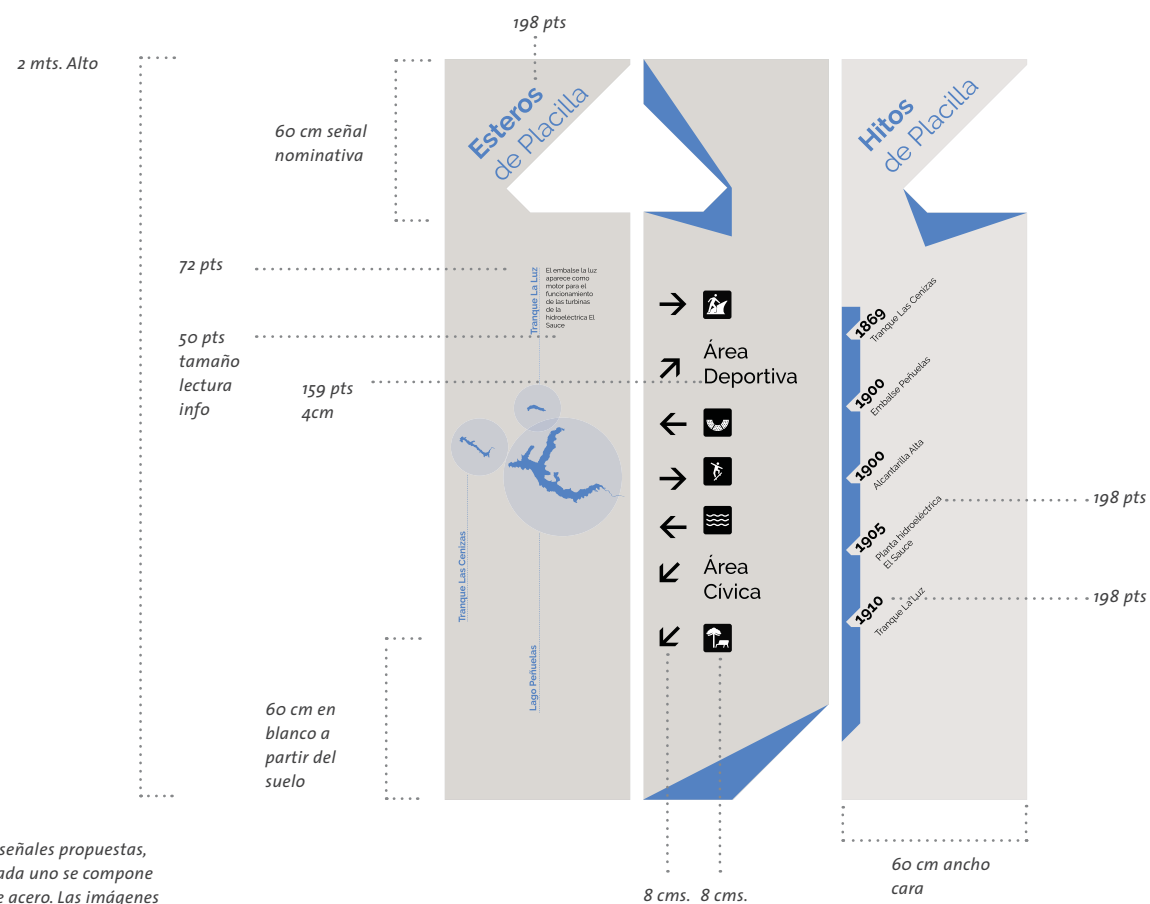 198 pts
2 mts. Alto
60 cm señal
nominativa
Esteros
de Placilla
Hitos
de Placilla
72 pts
Tranque La Luz
El embalse la luz
aparece como
motor para el
funcionamiento
de las turbinas
de la
hidroeléctrica El
Sauce
50 pts
tamaño
lectura
info
159 pts
4cm
Área
Deportiva
Área
Cívica
1869
Tranque Las Cenizas
1900
Embalse Peñuelas
1900
Alcantarilla Alta
1905
Planta hidroeléctrica
El Sauce
1910
Tranque La Luz
198 pts
198 pts
Tranque Las Cenizas
Lago Peñuelas
60 cm en
blanco a
partir del
suelo
señales propuestas,
ada uno se compone
e acero. Las imágenes
8 cms. 8 cms.
60 cm ancho
cara